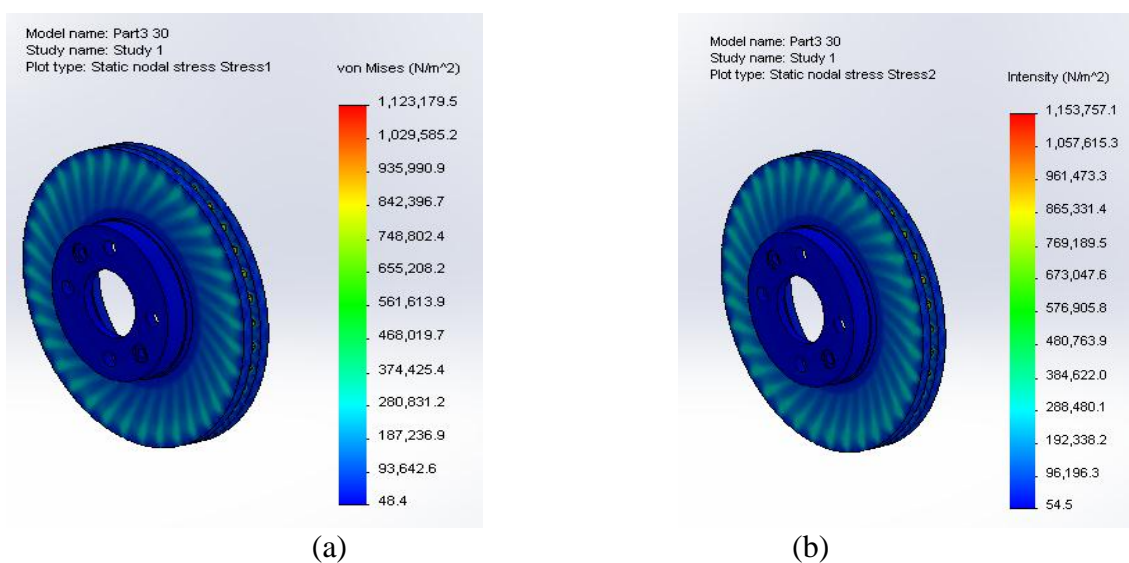 Model name: Part3 30
Study name: Study 1
Plot type: Static nodal stress Stress1
von Mises (N/m^2)
1,123,179.5
1,029,585.2
935,990.9
842,396.7
748,802.4
655,208.2
561,613.9
468,019.7
374,425.4
280,831.2
187,236.9
93,642.6
48.4
(a)
Model name: Part3 30
Study name: Study 1
Plot type: Static nodal stress Stress2
Intensity (N/m^2)
1,153,757.1
1,057,615.3
961,473.3
865,331.4
769,189.5
673,047.6
576,905.8
480,763.9
384,622.0
288,480.1
192,338.2
96,196.3
54.5
(b)